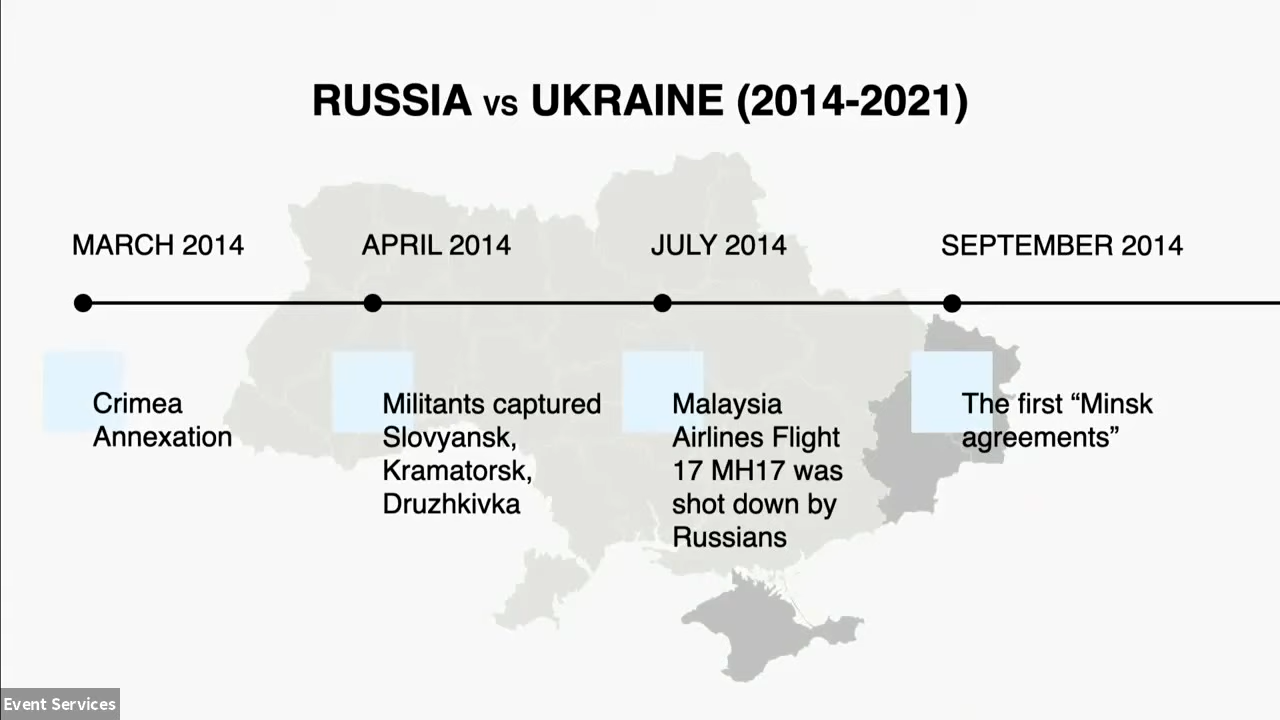 RUSSIA vs UKRAINE (2014-2021)
MARCH 2014
APRIL 2014
JULY 2014
SEPTEMBER 2014
Crimea
Annexation
Militants captured
Slovyansk,
Kramatorsk,
Druzhkivka
Malaysia
Airlines Flight
17 MH17 was
shot down by
Russians
The first “Minsk
agreements”
Event Services